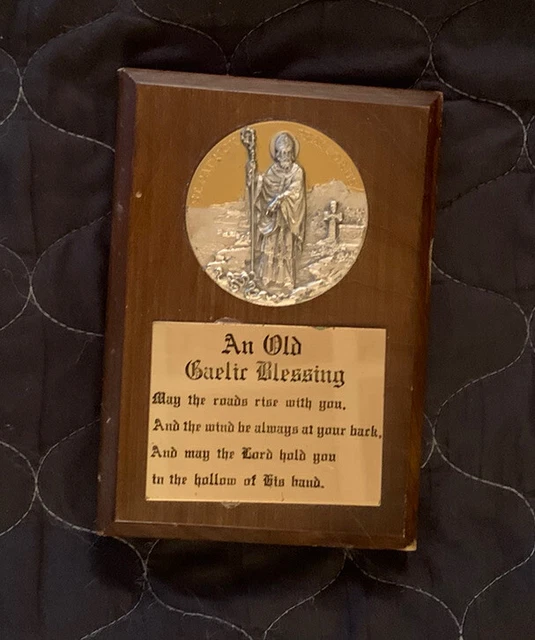 An Old
Gaelic Blessing
May the roads rise with you,
And the wind be always at your back,
And may the Lord hold you
in the hollow of His hand.